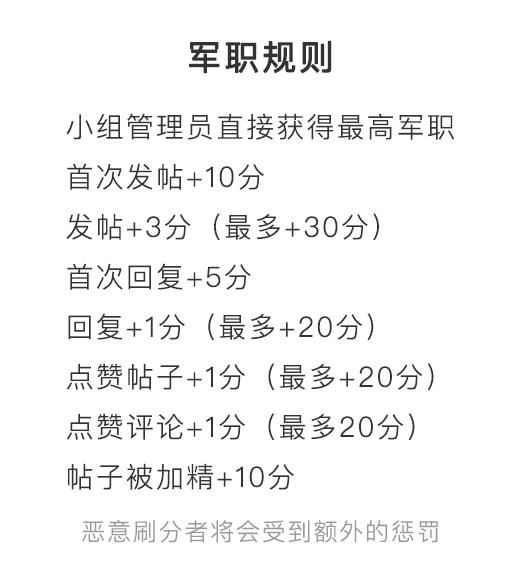 军职规则
小组管理员直接获得最高军职
首次发帖+10分
发帖+3分（最多+30分）
首次回复+5分
回复+1分（最多+20分）
点赞帖子+1分（最多+20分）
点赞评论+1分（最多20分）
帖子被加精+10分
恶意刷分者将会受到额外的惩罚